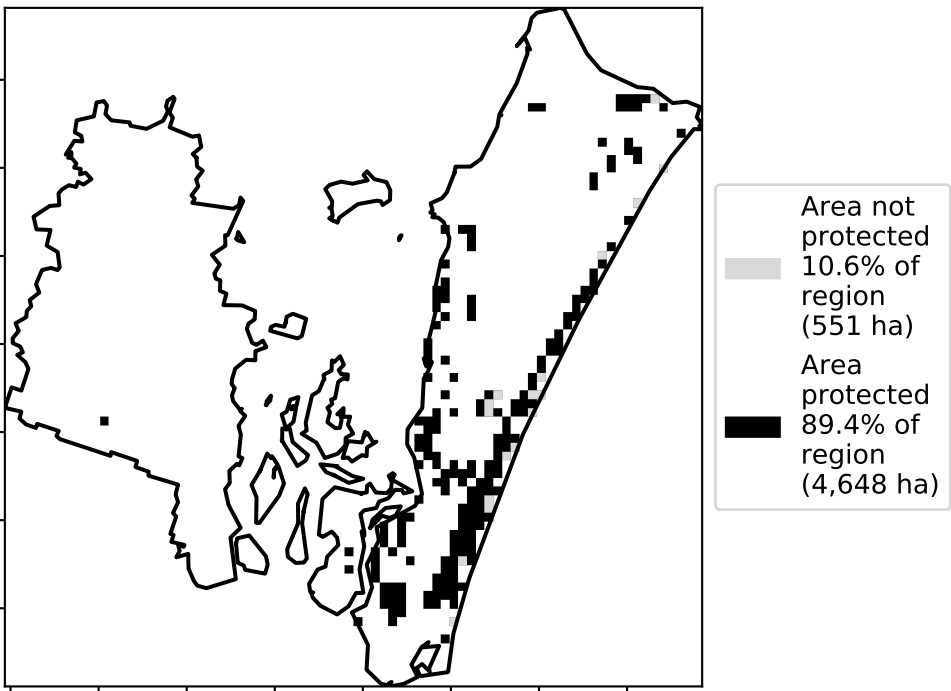 Area not
protected
10.6% of
region
(551 ha)
Area
protected
89.4% of
region
(4,648 ha)